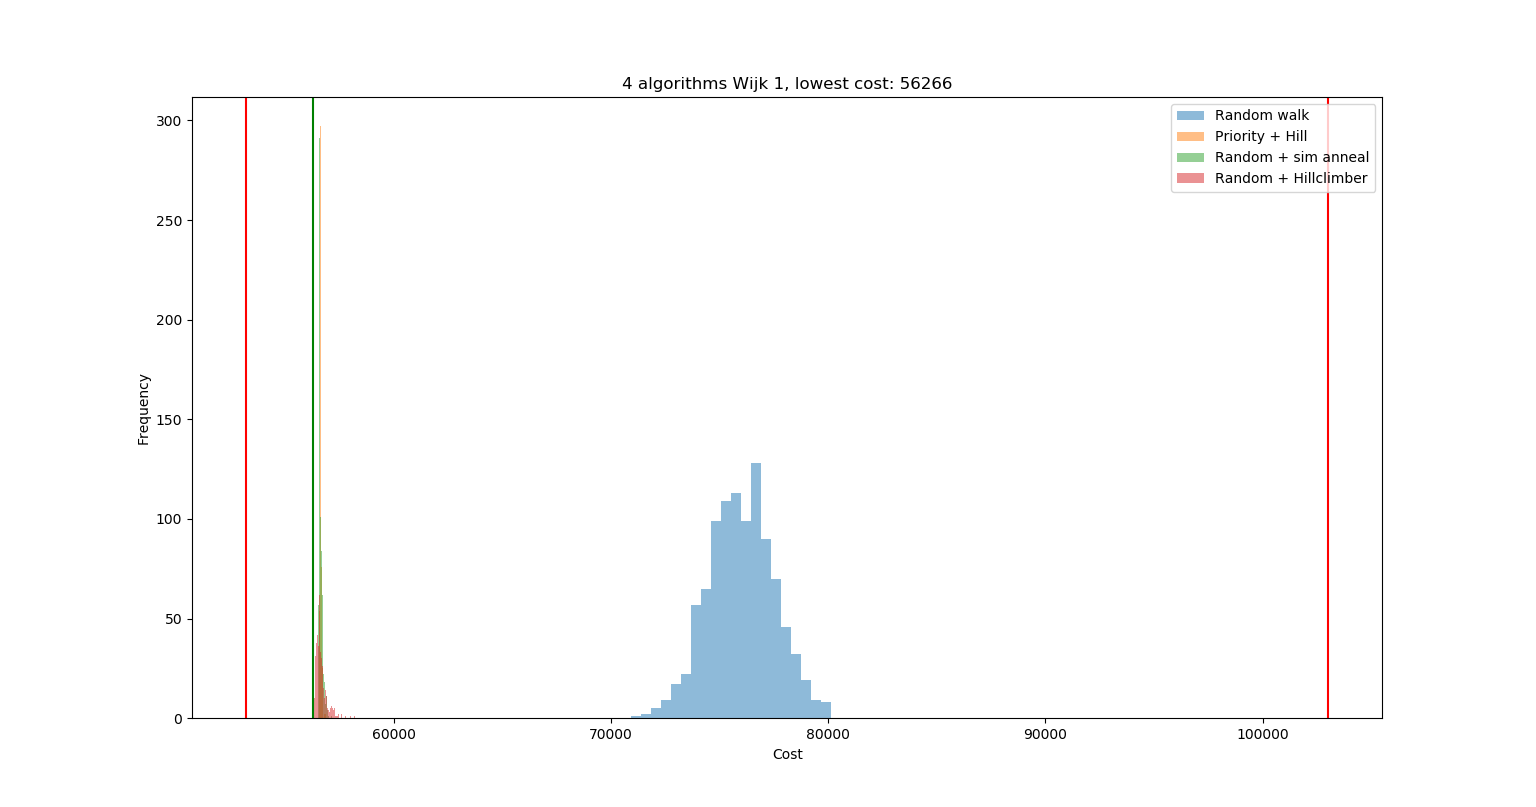 4 algorithms Wijk 1, lowest cost: 56266
Random walk
Priority + Hill
Random + sim anneal
Random + Hillclimber
300
250
200
150
100
50
0
Frequency
60000
70000
80000
90000
100000
Cost